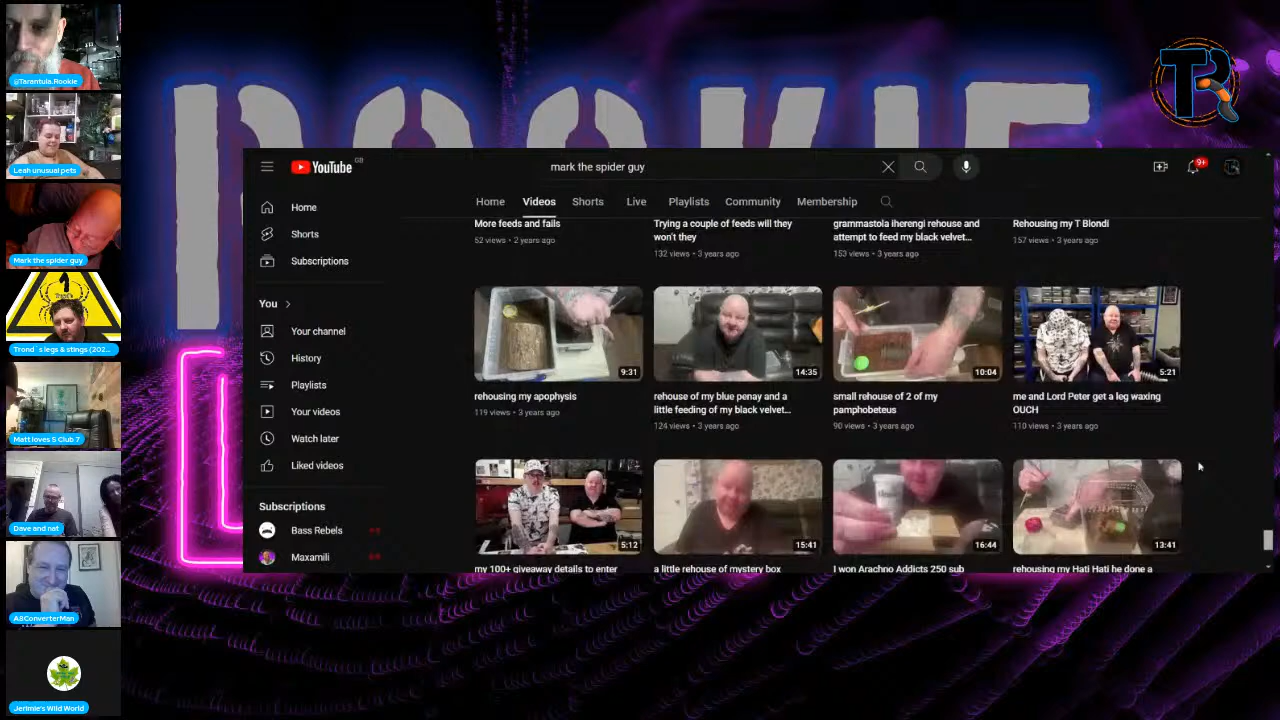 ROOKIE
TR
@Tarantula.Rookie
Leah unusual pets
Mark the spider guy
Trond´s legs & stings (202...
Matt loves S Club 7
Dave and nat
ASConverterMan
Jerimie's Wild World
YouTube GB
mark the spider guy
9+
Home
Shorts
Subscriptions
You
Your channel
History
Playlists
Your videos
Watch later
Liked videos
Subscriptions
Bass Rebels
Maxamili
Home Videos Shorts Live Playlists Community Membership
More feeds and fails
52 views • 2 years ago
Trying a couple of feeds will they
won't they
132 views • 3 years ago
grammastola iherengi rehouse and
attempt to feed my black velvet...
153 views • 3 years ago
Rehousing my T Blondi
157 views • 3 years ago
9:31
rehousing my apophysis
119 views • 3 years ago
14:35
rehouse of my blue penay and a
little feeding of my black velvet...
124 views • 3 years ago
10:04
small rehouse of 2 of my
pamphobeteus
90 views • 3 years ago
5:21
me and Lord Peter get a leg waxing
OUCH
110 views • 3 years ago
5:12
my 100+ giveaway details to enter
15:41
a little rehouse of mystery box
16:44
I won Arachno Addicts 250 sub
13:41
rehousing my Hati Hati he done a